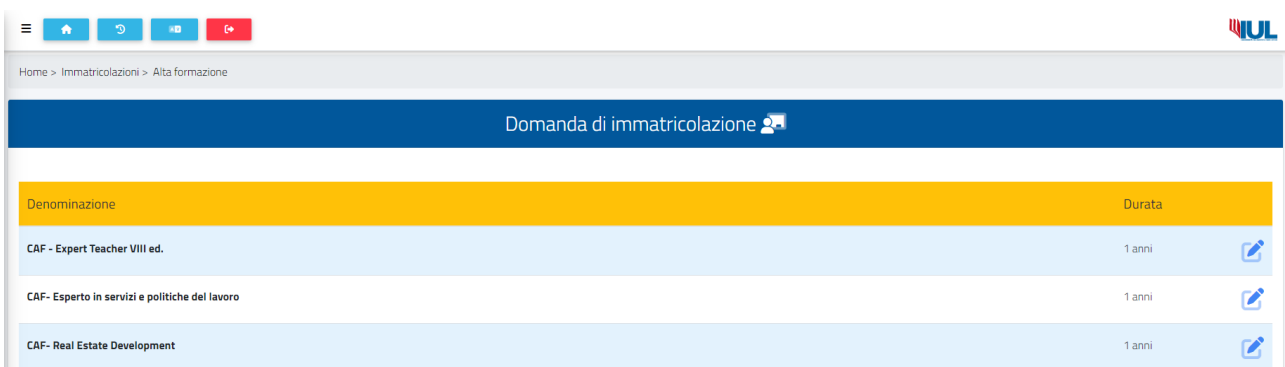 IUL
Home > Immatricolazioni > Alta formazione
Domanda di immatricolazione
Denominazione Durata
CAF - Expert Teacher VIII ed. 1 anni
CAF- Esperto in servizi e politiche del lavoro 1 anni
CAF- Real Estate Development 1 anni